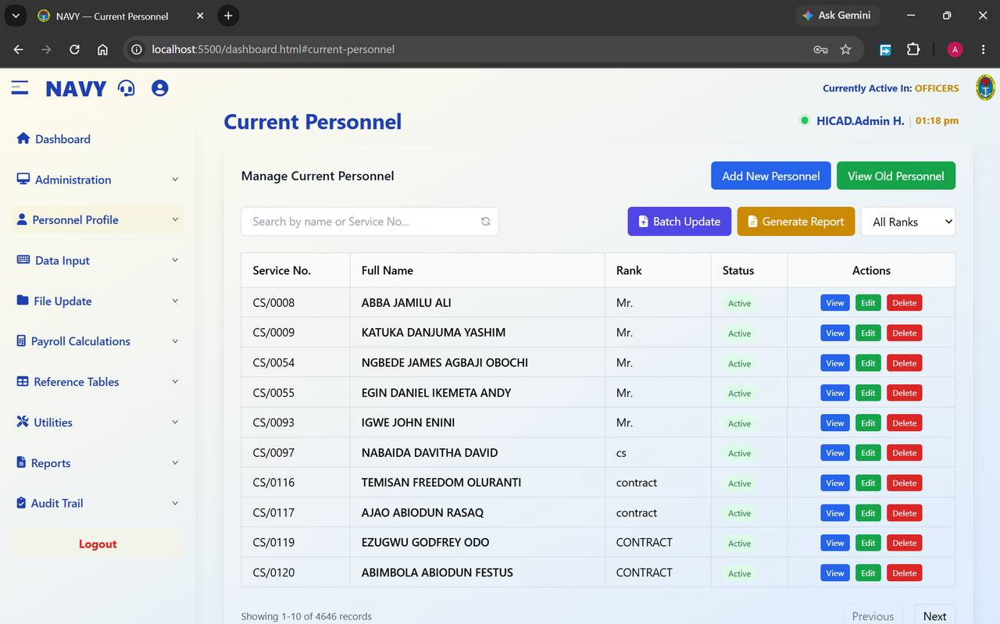 NAVY — Current Personnel
Ask Gemini
localhost:5500/dashboard.html#current-personnel
A
NAVY
Currently Active In: OFFICERS
Current Personnel
HICAD.Admin H. | 01:18 pm
Dashboard
Administration
Personnel Profile
Data Input
File Update
Payroll Calculations
Reference Tables
Utilities
Reports
Audit Trail
Logout
Manage Current Personnel
Add New Personnel
View Old Personnel
Search by name or Service No...
Batch Update
Generate Report
All Ranks
Service No. Full Name Rank Status Actions
CS/0008 ABBA JAMILU ALI Mr. Active View Edit Delete
CS/0009 KATUKA DANJUMA YASHIM Mr. Active View Edit Delete
CS/0054 NGBEDE JAMES AGBAJI OBOCHI Mr. Active View Edit Delete
CS/0055 EGIN DANIEL IKEMETA ANDY Mr. Active View Edit Delete
CS/0093 IGWE JOHN ENINI Mr. Active View Edit Delete
CS/0097 NABAIDA DAVITHA DAVID cs Active View Edit Delete
CS/0116 TEMISAN FREEDOM OLURANTI contract Active View Edit Delete
CS/0117 AJAO ABIODUN RASAQ contract Active View Edit Delete
CS/0119 EZUGWU GODFREY ODO CONTRACT Active View Edit Delete
CS/0120 ABIMBOLA ABIODUN FESTUS CONTRACT Active View Edit Delete
Showing 1-10 of 4646 records
Previous
Next